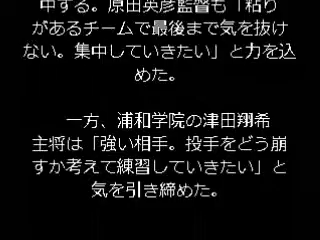 中する。原田英彦監督も「粘り
があるチームで最後まで気を抜け
ない。集中していきたい」と力を込
めた。
一方、浦和学院の津田翔希
主将は「強い相手。投手をどう崩
すか考えて練習していきたい」と
気を引き締めた。